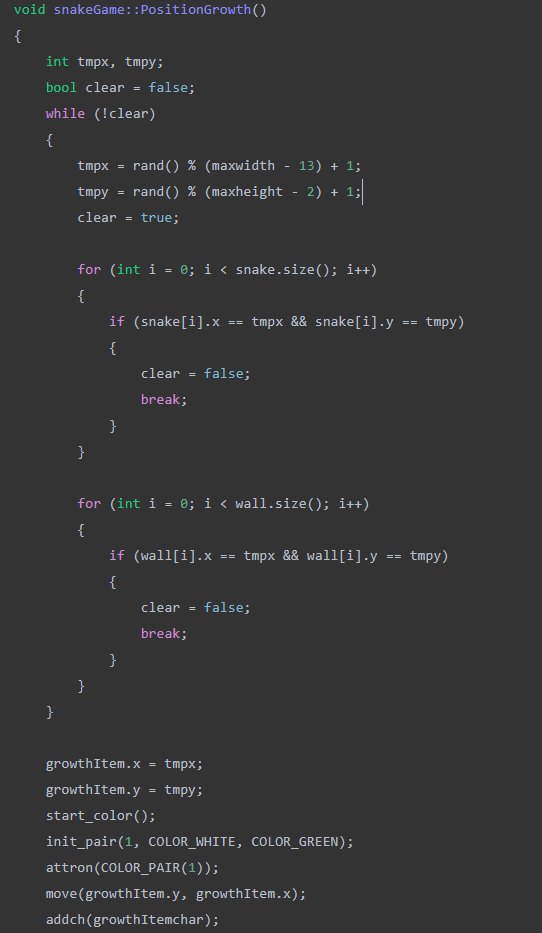 void snakeGame::PositionGrowth()
{
    int tmpx, tmpy;
    bool clear = false;
    while (!clear)
    {
        tmpx = rand() % (maxwidth - 13) + 1;
        tmpy = rand() % (maxheight - 2) + 1;
        clear = true;

        for (int i = 0; i < snake.size(); i++)
        {
            if (snake[i].x == tmpx && snake[i].y == tmpy)
            {
                clear = false;
                break;
            }
        }

        for (int i = 0; i < wall.size(); i++)
        {
            if (wall[i].x == tmpx && wall[i].y == tmpy)
            {
                clear = false;
                break;
            }
        }
    }

    growthItem.x = tmpx;
    growthItem.y = tmpy;
    start_color();
    init_pair(1, COLOR_WHITE, COLOR_GREEN);
    attron(COLOR_PAIR(1));
    move(growthItem.y, growthItem.x);
    addch(growthItemchar);